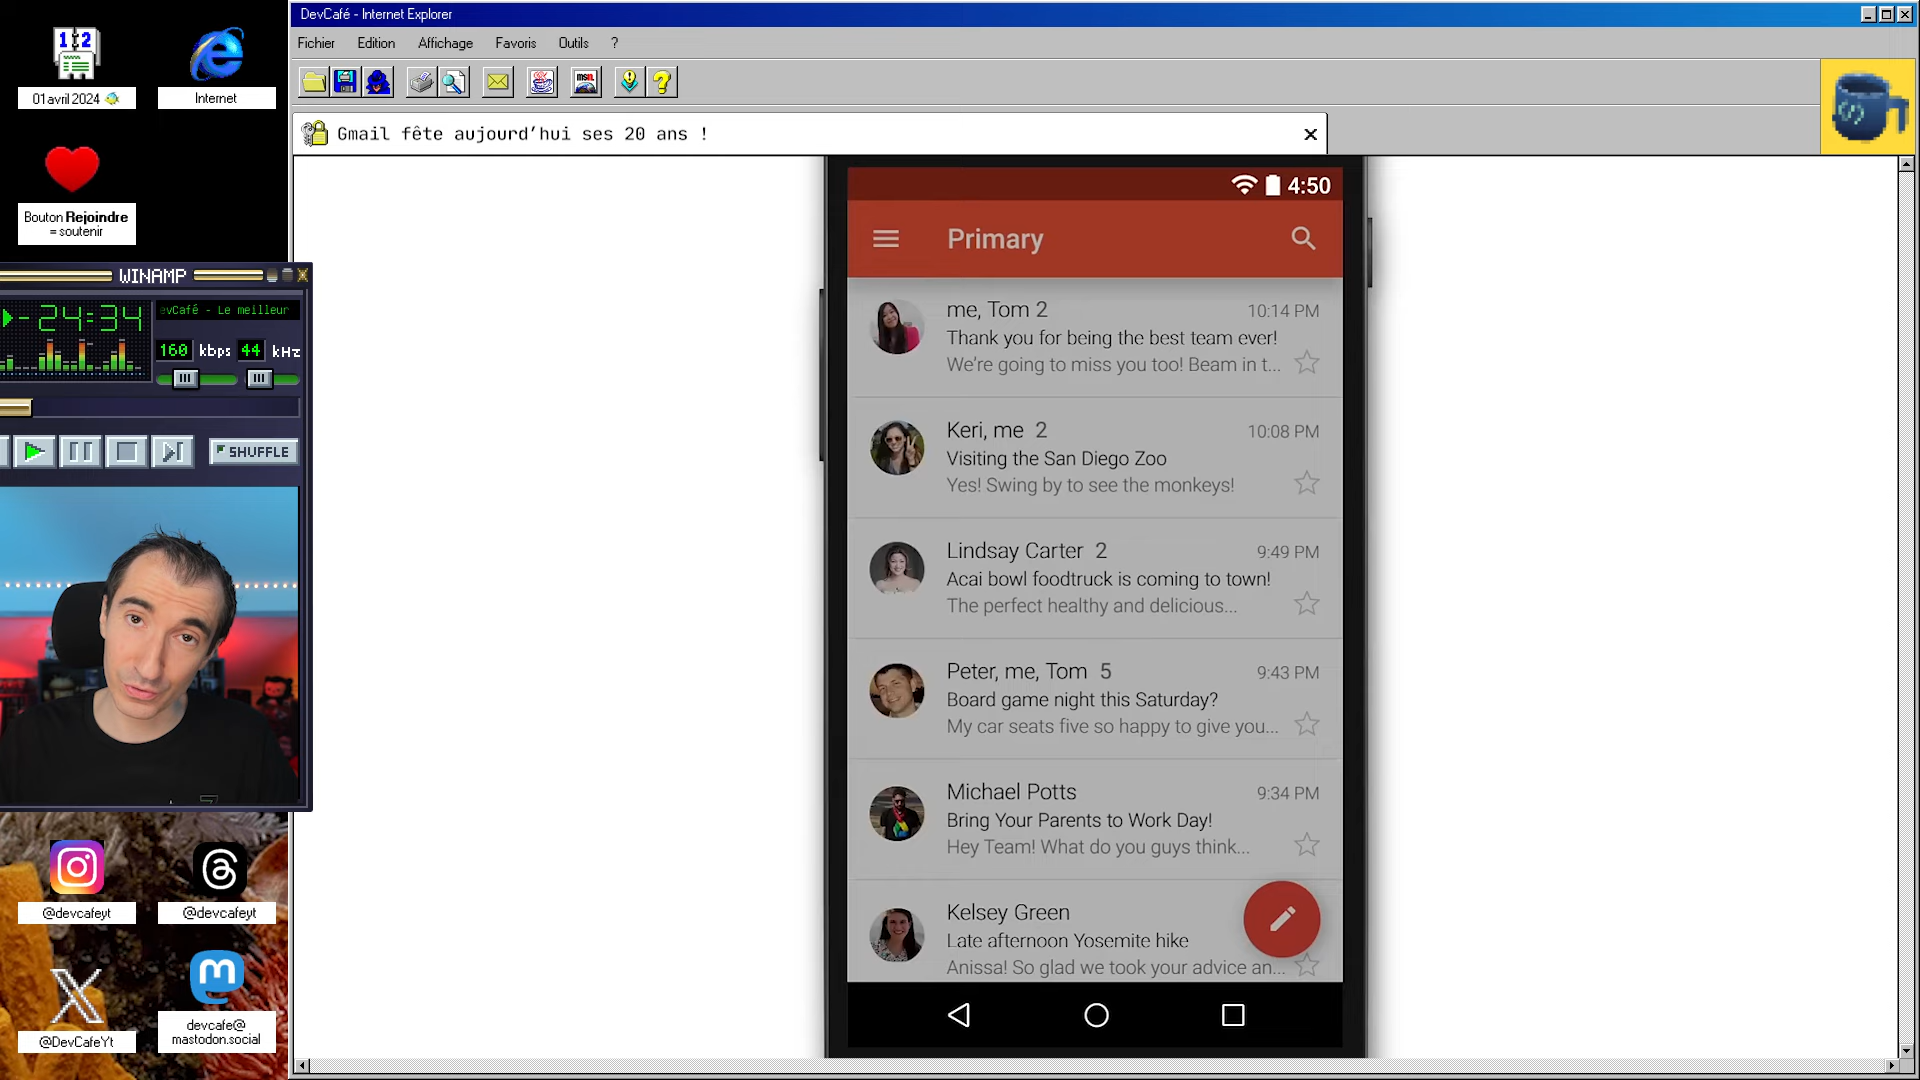 DevCafé - Internet Explorer
Fichier Edition Affichage Favoris Outils ?
msn
Gmail fête aujourd'hui ses 20 ans !
12
01 avril 2024
Internet
Bouton Rejoindre
= soutenir
WINAMP
-24:34
evCafé - Le meilleur
160 kbps 44 kHz
SHUFFLE
@devcafeyt
@devcafeyt
@DevCafeYt
devcafe@
mastodon.social
4:50
Primary
me, Tom 2 10:14 PM
Thank you for being the best team ever!
We're going to miss you too! Beam in t...
Keri, me 2 10:08 PM
Visiting the San Diego Zoo
Yes! Swing by to see the monkeys!
Lindsay Carter 2 9:49 PM
Acai bowl foodtruck is coming to town!
The perfect healthy and delicious...
Peter, me, Tom 5 9:43 PM
Board game night this Saturday?
My car seats five so happy to give you...
Michael Potts 9:34 PM
Bring Your Parents to Work Day!
Hey Team! What do you guys think...
Kelsey Green
Late afternoon Yosemite hike
Anissa! So glad we took your advice an...